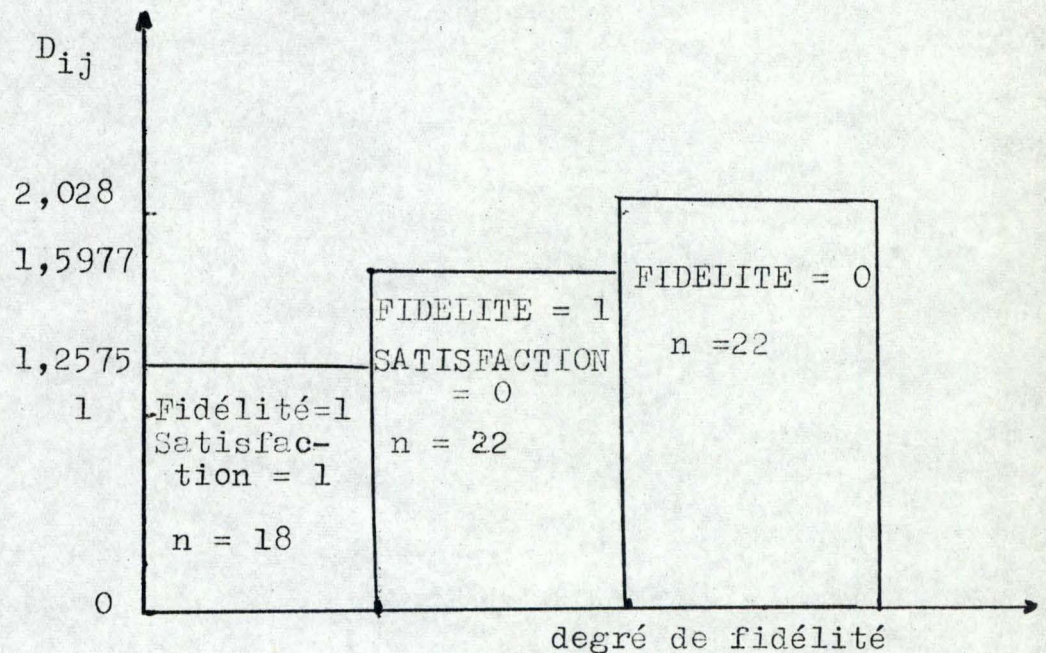 D_ij
2,028
1,5977
1,2575
1
0
Fidélité=1
Satisfac-
tion = 1
n = 18
FIDELITE = 1
SATISFACTION
= 0
n = 22
FIDELITE = 0
n =22
degré de fidélité